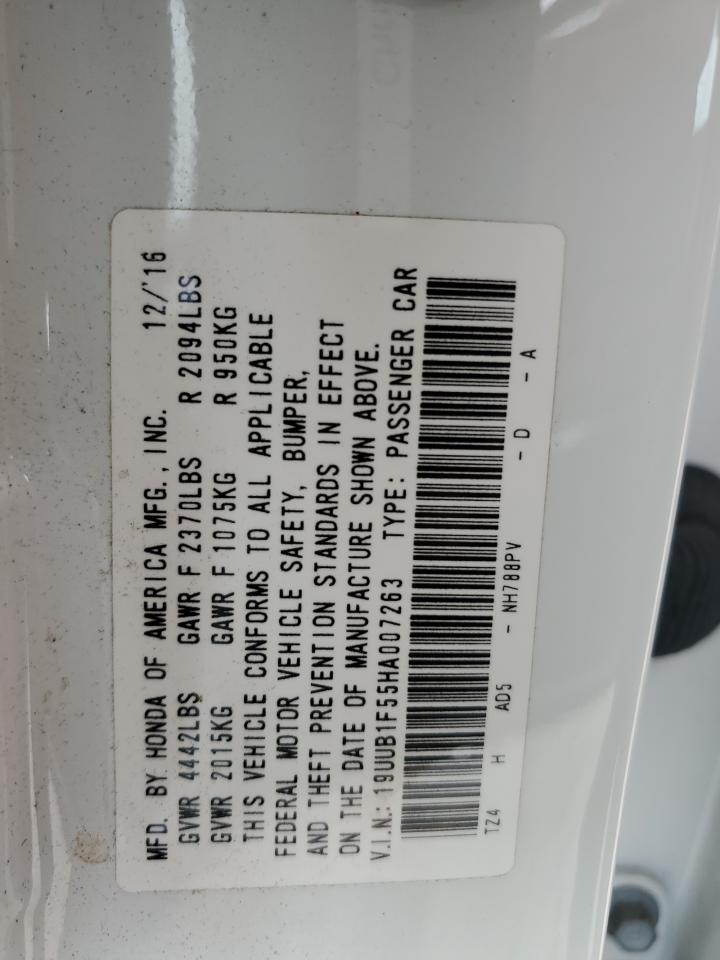 MFD. BY HONDA OF AMERICA MFG., INC. 12/'16
GVWR 4442LBS GAWR F 2370LBS R 2094LBS
GVWR 2015KG GAWR F 1075KG R 950KG
THIS VEHICLE CONFORMS TO ALL APPLICABLE
FEDERAL MOTOR VEHICLE SAFETY, BUMPER,
AND THEFT PREVENTION STANDARDS IN EFFECT
ON THE DATE OF MANUFACTURE SHOWN ABOVE.
V.I.N.: 19UUB1F55HA007263 TYPE: PASSENGER CAR
TZ4 H AD5 - NH788PV - D - A